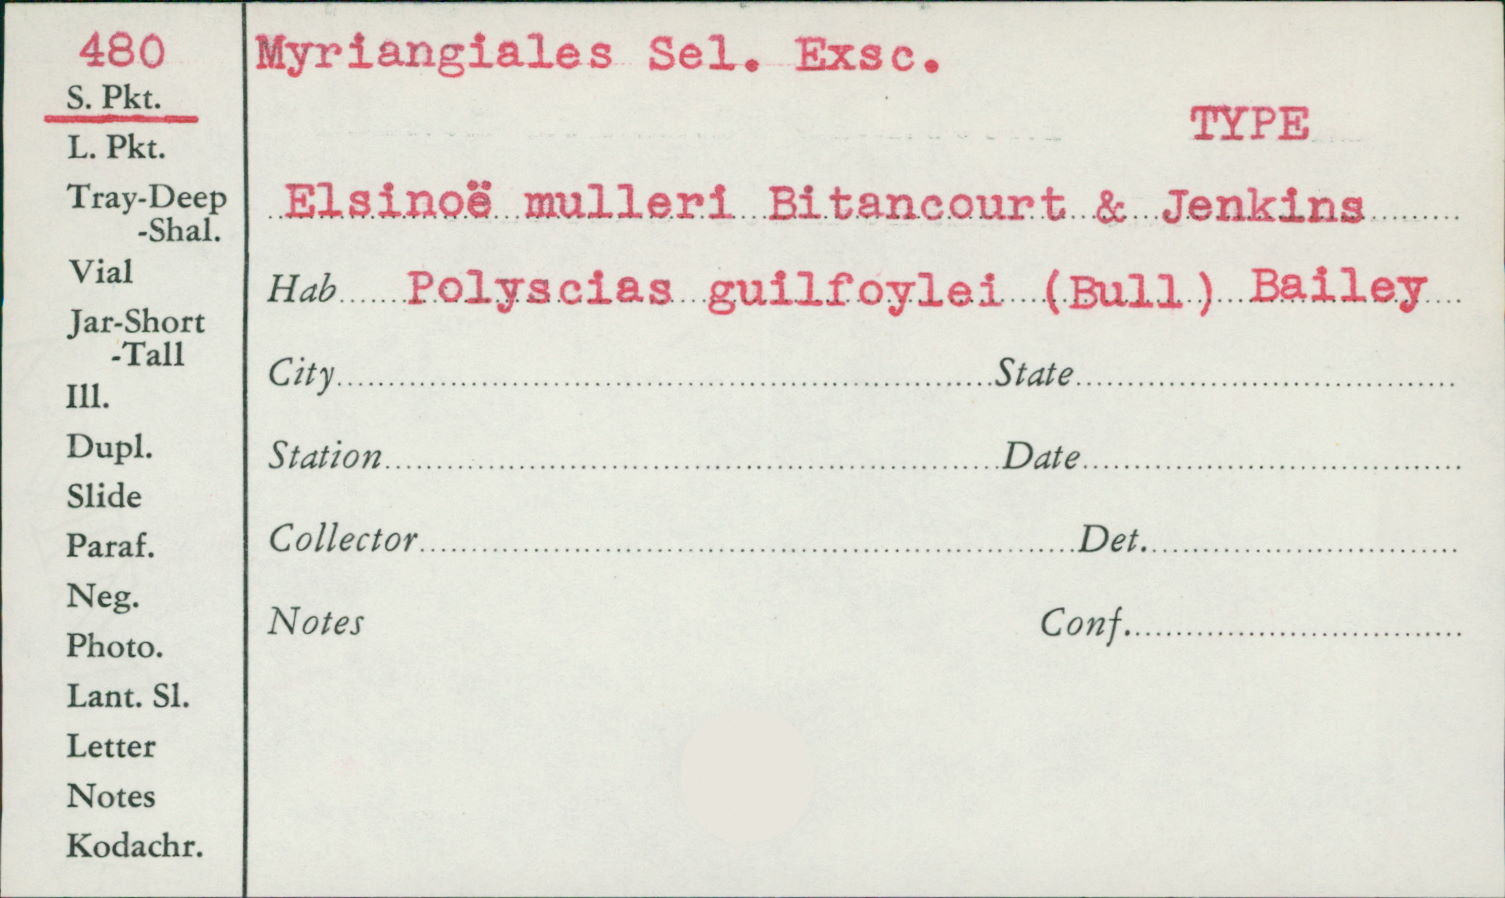 480
S. Pkt.
L. Pkt.
Tray-Deep
-Shal.
Vial
Jar-Short
-Tall
Ill.
Dupl.
Slide
Paraf.
Neg.
Photo.
Lant. Sl.
Letter
Notes
Kodachr.
Myriangiales Sel. Exsc.
TYPE
Elsinoë mulleri Bitancourt & Jenkins
Hab Polyscias guilfoylei (Bull) Bailey
City State
Station Date
Collector Det.
Notes Conf.